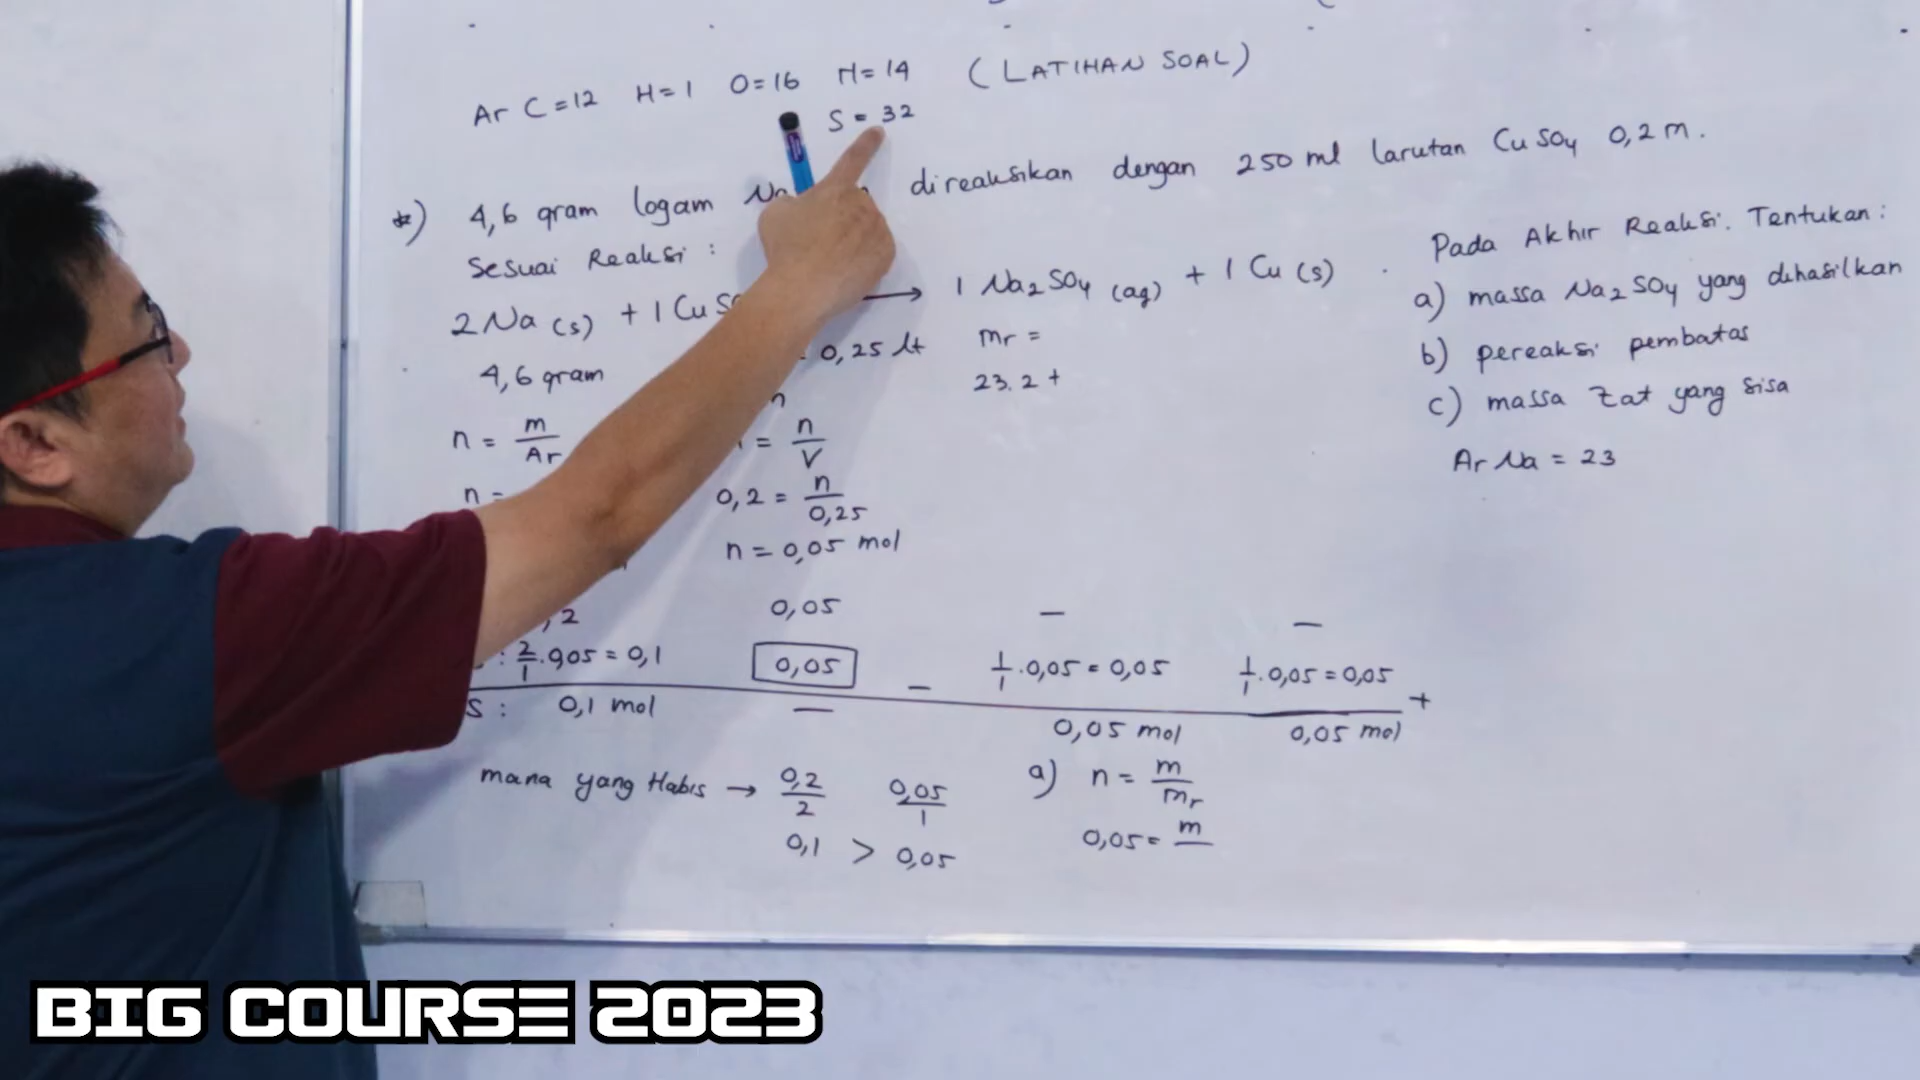 Ar C = 12 H = 1 O = 16 N = 14 (LATIHAN SOAL)
S = 32
*) 4,6 gram logam Na direaksikan dengan 250 ml larutan CuSO4 0,2 m.
Sesuai Reaksi :
2 Na (s) + 1 CuSO → 1 Na2SO4 (aq) + 1 Cu (s)
4,6 gram
0,25 lt
mr =
23.2 +
n = m/Ar
= n/V
n =
0,2 = n/0,25
n = 0,05 mol
,2 0,05 — —
: 2/1 . 0,05 = 0,1 0,05 — 1/1 . 0,05 = 0,05 1/1 . 0,05 = 0,05 +
S : 0,1 mol — 0,05 mol 0,05 mol
mana yang Habis → 0,2/2 0,05/1
0,1 > 0,05
a) n = m/mr
0,05 = m
Pada Akhir Reaksi. Tentukan :
a) massa Na2SO4 yang dihasilkan
b) pereaksi pembatas
c) massa zat yang sisa
Ar Na = 23
BIG COURSE 2023